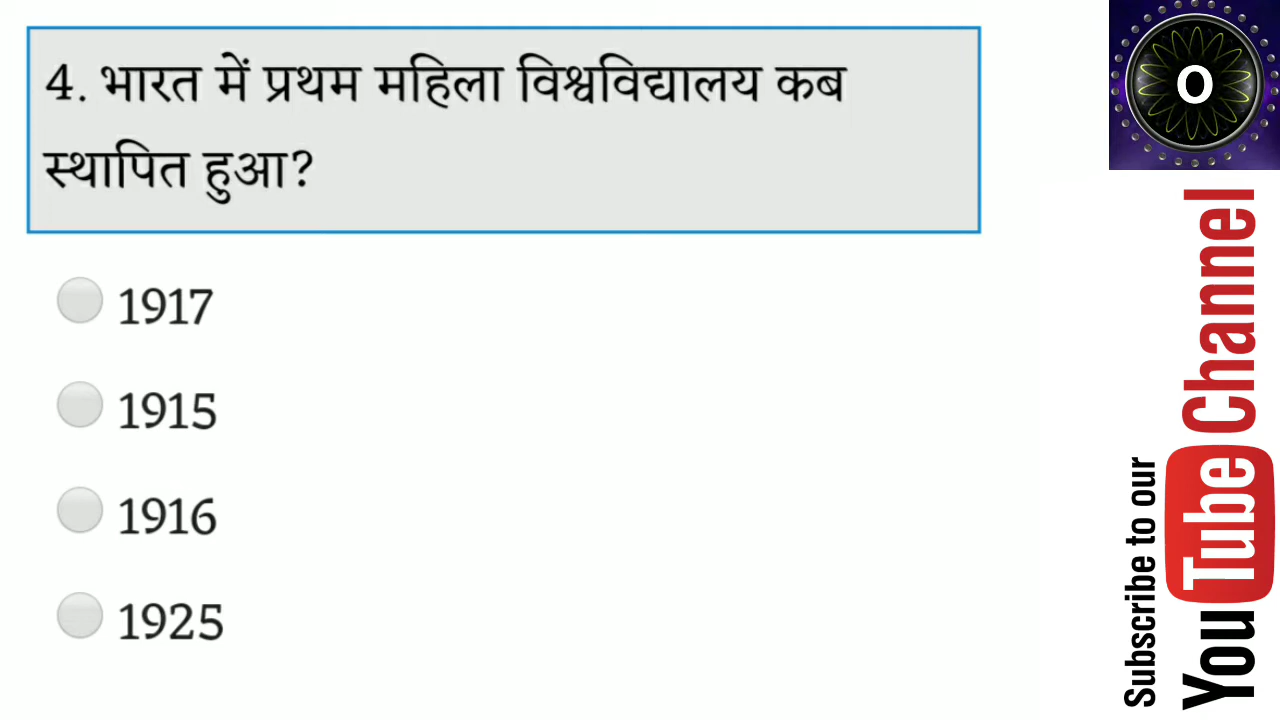 4. भारत में प्रथम महिला विश्वविद्यालय कब
स्थापित हुआ?
1917
1915
1916
1925
O
Subscribe to our
YouTube Channel